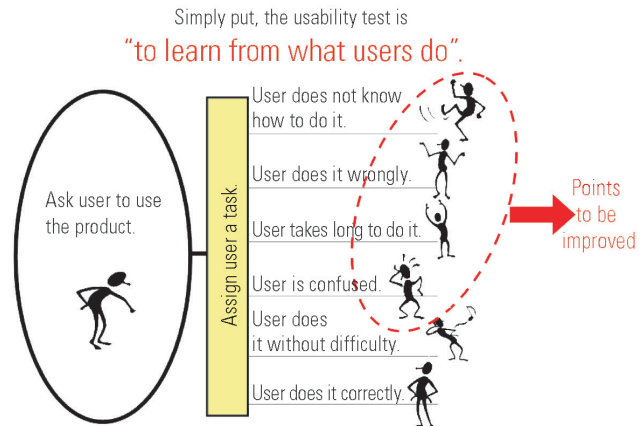 Simply put, the usability test is
“to learn from what users do”.
Ask user to use
the product.
Assign user a task.
User does not know
how to do it.
User does it wrongly.
User takes long to do it.
User is confused.
User does
it without difficulty.
User does it correctly.
Points
to be
improved